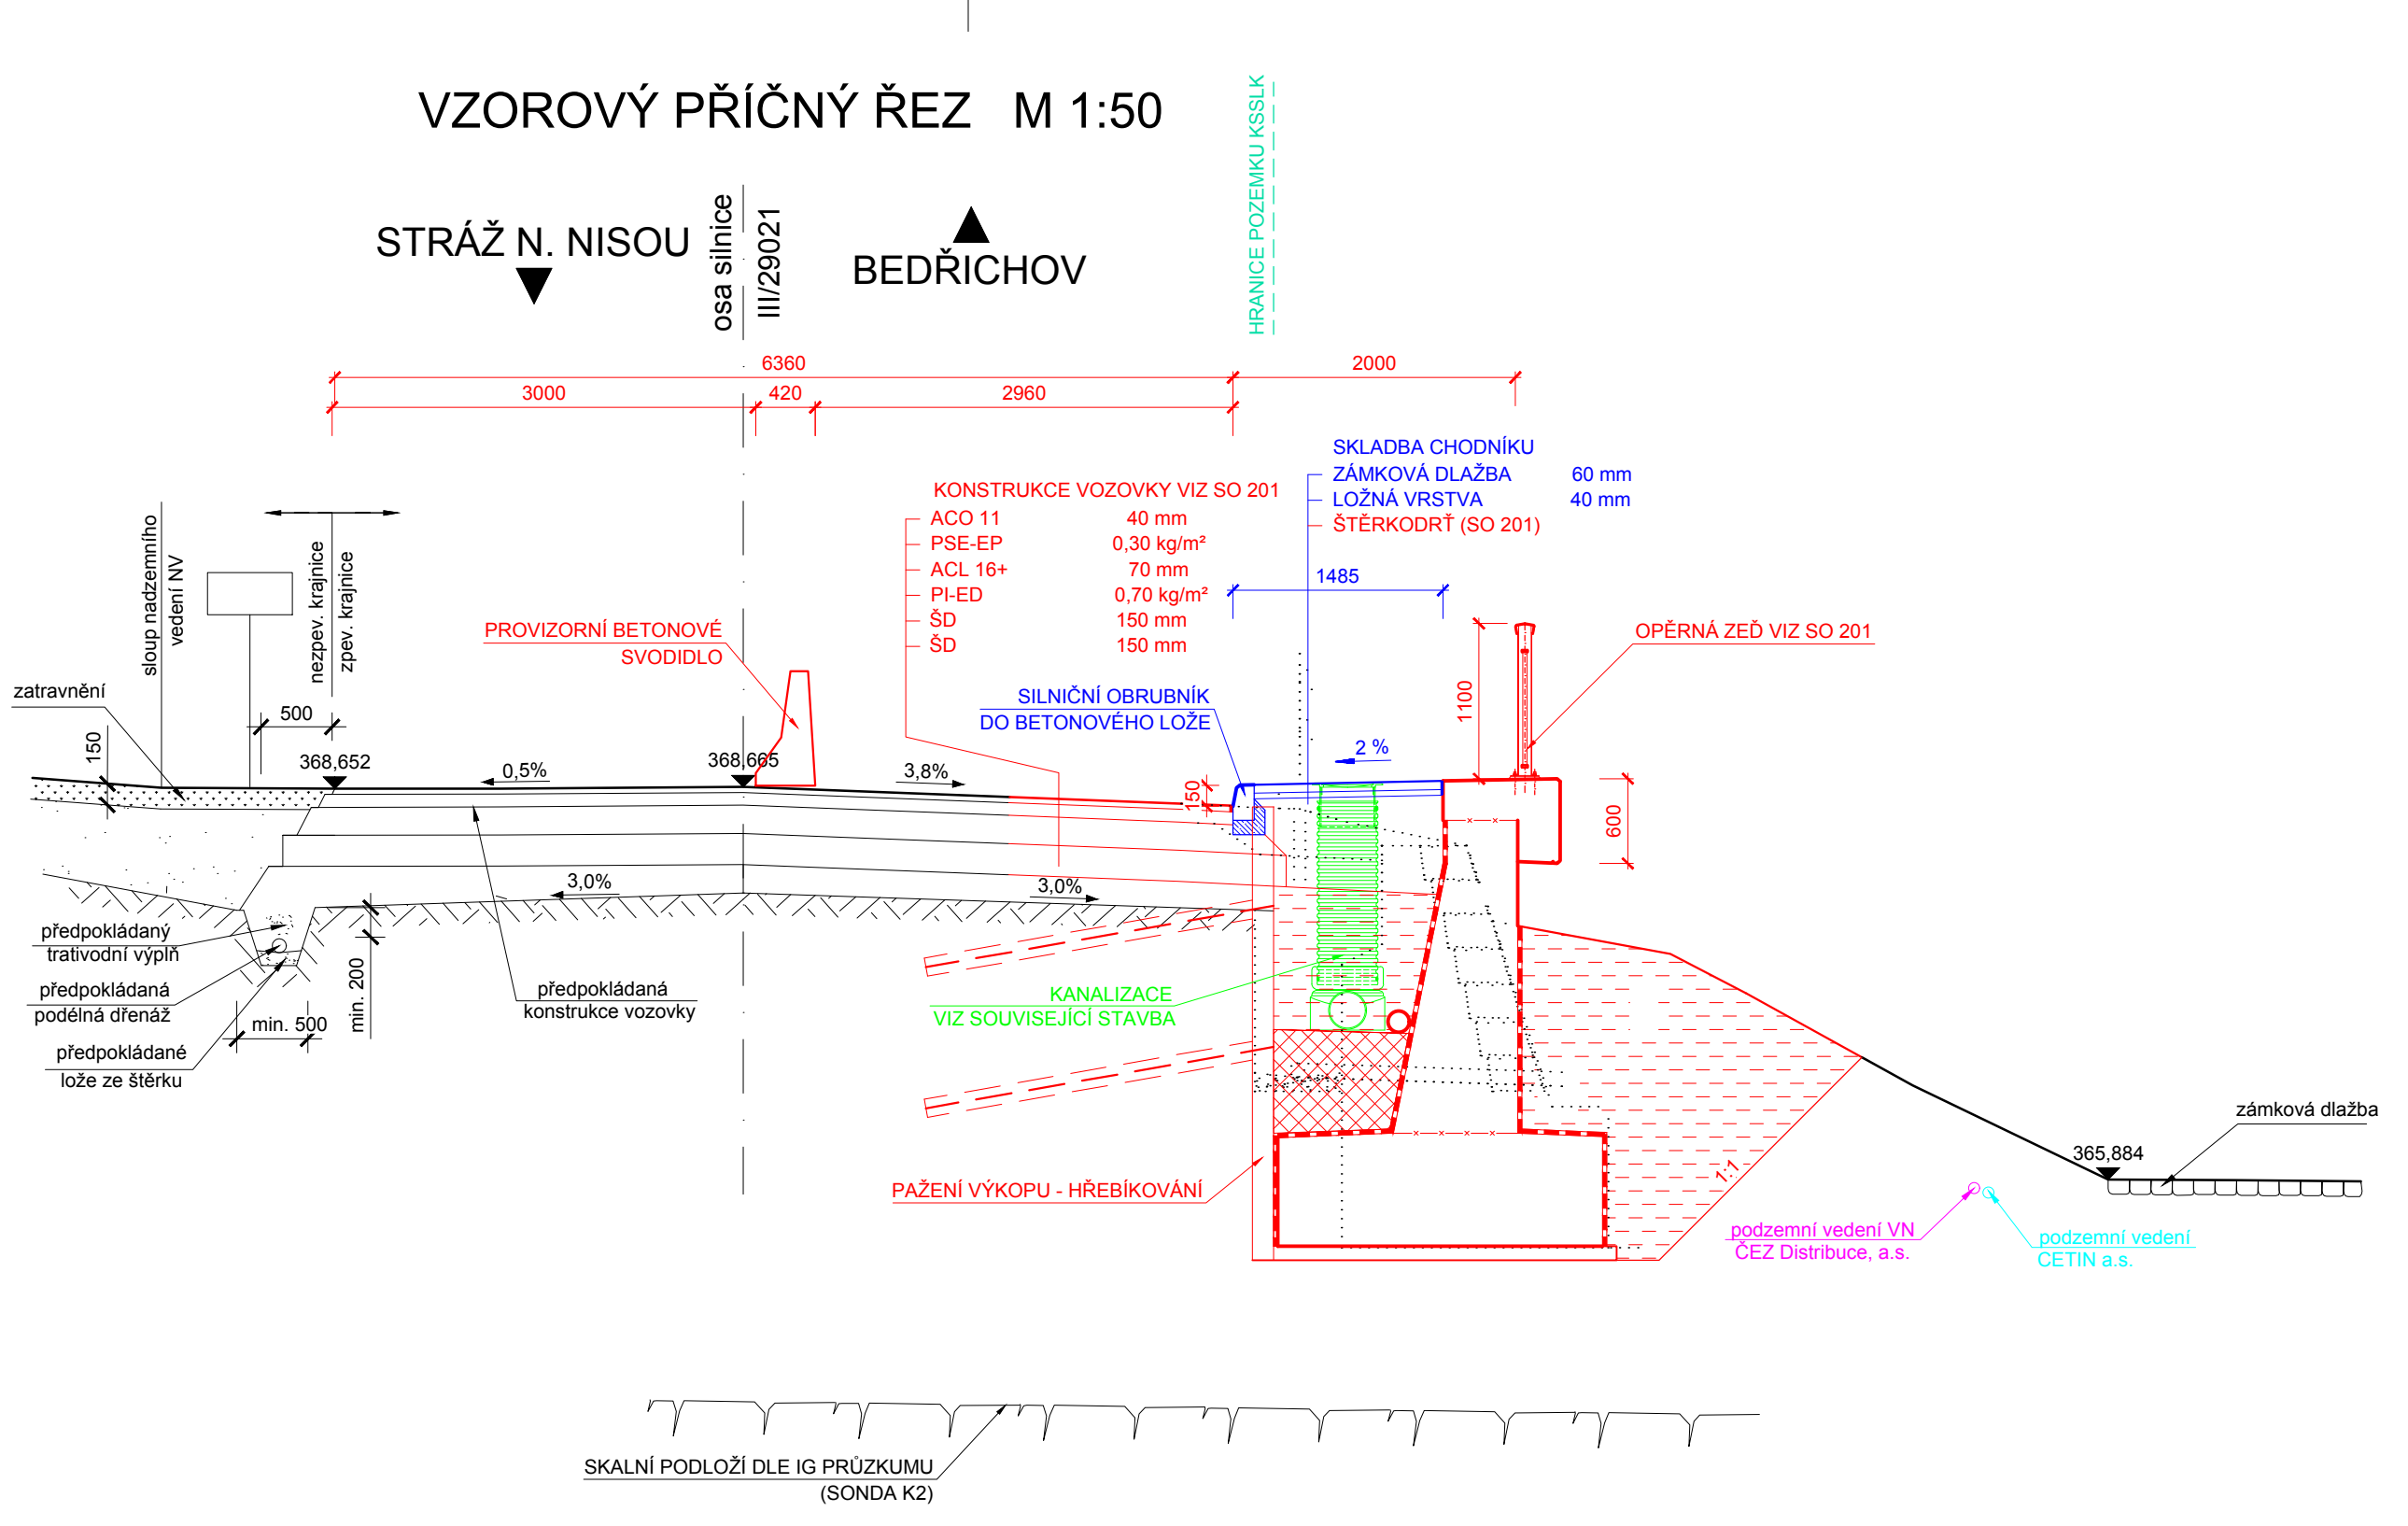 VZOROVÝ PŘÍČNÝ ŘEZ M 1:50
HRANICE POZEMKU KSSLK
STRÁŽ N. NISOU
osa silnice
III/29021
BEDŘICHOV
6360
2000
3000
420
2960
SKLADBA CHODNÍKU
ZÁMKOVÁ DLAŽBA 60 mm
LOŽNÁ VRSTVA 40 mm
ŠTĚRKODRŤ (SO 201)
KONSTRUKCE VOZOVKY VIZ SO 201
ACO 11 40 mm
PSE-EP 0,30 kg/m²
ACL 16+ 70 mm
PI-ED 0,70 kg/m²
ŠD 150 mm
ŠD 150 mm
1485
sloup nadzemního
vedení NV
nezpev. krajnice
zpev. krajnice
PROVIZORNÍ BETONOVÉ
SVODIDLO
OPĚRNÁ ZEĎ VIZ SO 201
zatravnění
500
150
SILNIČNÍ OBRUBNÍK
DO BETONOVÉHO LOŽE
1100
2 %
368,652
0,5%
368,665
3,8%
150
600
3,0%
3,0%
předpokládaný
trativodní výplň
předpokládaná
podélná dřenáž
min. 500
min. 200
předpokládané
lože ze štěrku
předpokládaná
konstrukce vozovky
KANALIZACE
VIZ SOUVISEJÍCÍ STAVBA
PAŽENÍ VÝKOPU - HŘEBÍKOVÁNÍ
1:1
zámková dlažba
365,884
podzemní vedení VN
ČEZ Distribuce, a.s.
podzemní vedení
CETIN a.s.
SKALNÍ PODLOŽÍ DLE IG PRŮZKUMU
(SONDA K2)